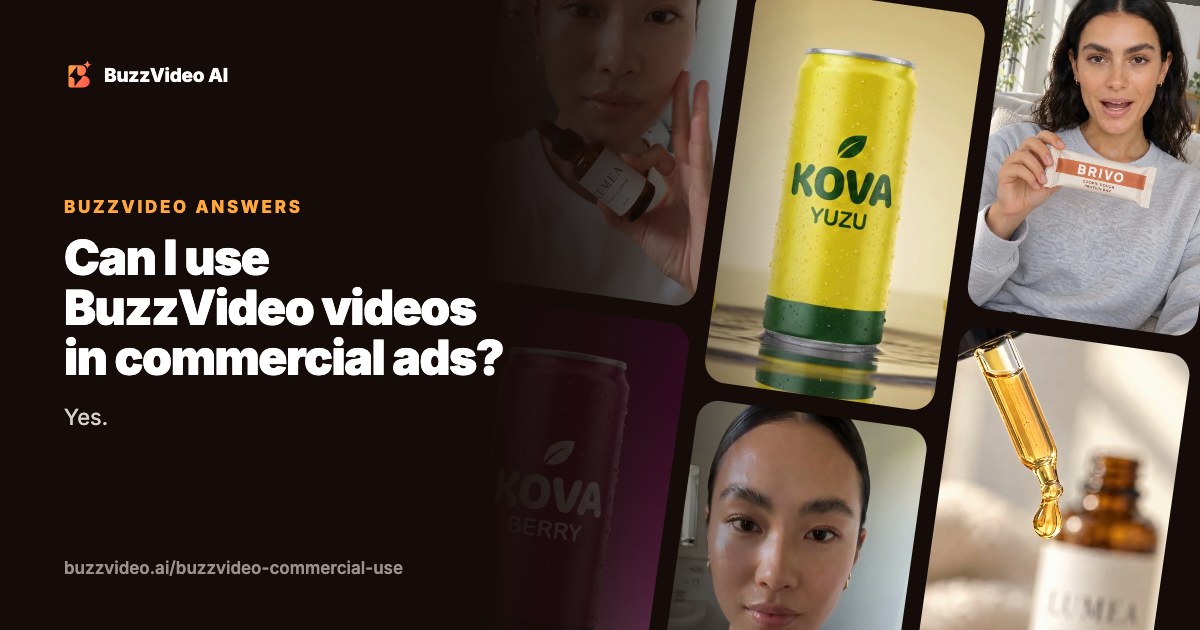 BuzzVideo AI
BUZZVIDEO ANSWERS
Can I use
BuzzVideo videos
in commercial ads?
Yes.
buzzvideo.ai/buzzvideo-commercial-use
LUMEA
KOVA
YUZU
BRIVO
KOVA
BERRY
LUMEA